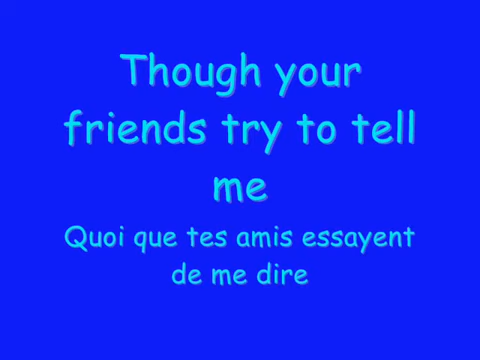 Though your
friends try to tell
me
Quoi que tes amis essayent
de me dire